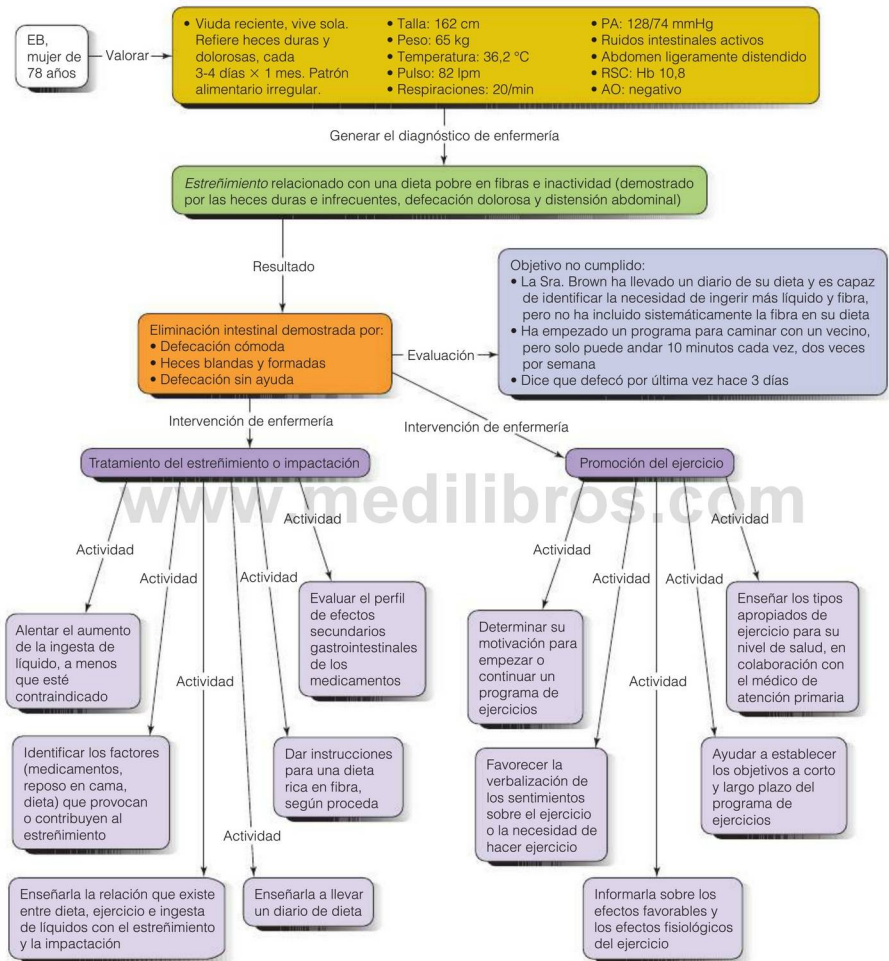 EB,
mujer de
78 años
Valorar
• Viuda reciente, vive sola.
Refiere heces duras y
dolorosas, cada
3-4 días × 1 mes. Patrón
alimentario irregular.
• Talla: 162 cm
• Peso: 65 kg
• Temperatura: 36,2 °C
• Pulso: 82 lpm
• Respiraciones: 20/min
• PA: 128/74 mmHg
• Ruidos intestinales activos
• Abdomen ligeramente distendido
• RSC: Hb 10,8
• AO: negativo
Generar el diagnóstico de enfermería
Estreñimiento relacionado con una dieta pobre en fibras e inactividad (demostrado
por las heces duras e infrecuentes, defecación dolorosa y distensión abdominal)
Resultado
Eliminación intestinal demostrada por:
• Defecación cómoda
• Heces blandas y formadas
• Defecación sin ayuda
Evaluación
Objetivo no cumplido:
• La Sra. Brown ha llevado un diario de su dieta y es capaz
de identificar la necesidad de ingerir más líquido y fibra,
pero no ha incluido sistemáticamente la fibra en su dieta
• Ha empezado un programa para caminar con un vecino,
pero solo puede andar 10 minutos cada vez, dos veces
por semana
• Dice que defecó por última vez hace 3 días
Intervención de enfermería
Intervención de enfermería
Tratamiento del estreñimiento o impactación
Promoción del ejercicio
www.medilibros.com
Actividad
Alentar el aumento
de la ingesta de
líquido, a menos
que esté
contraindicado
Actividad
Identificar los factores
(medicamentos,
reposo en cama,
dieta) que provocan
o contribuyen al
estreñimiento
Actividad
Enseñarla la relación que existe
entre dieta, ejercicio e ingesta
de líquidos con el estreñimiento
y la impactación
Actividad
Enseñarla a llevar
un diario de dieta
Actividad
Dar instrucciones
para una dieta
rica en fibra,
según proceda
Actividad
Evaluar el perfil
de efectos
secundarios
gastrointestinales
de los
medicamentos
Actividad
Determinar su
motivación para
empezar o
continuar un
programa de
ejercicios
Actividad
Favorecer la
verbalización de
los sentimientos
sobre el ejercicio
o la necesidad de
hacer ejercicio
Actividad
Informarla sobre los
efectos favorables y
los efectos fisiológicos
del ejercicio
Actividad
Ayudar a establecer
los objetivos a corto
y largo plazo del
programa de
ejercicios
Actividad
Enseñar los tipos
apropiados
de ejercicio para su
nivel de salud, en
colaboración con
el médico de
atención primaria